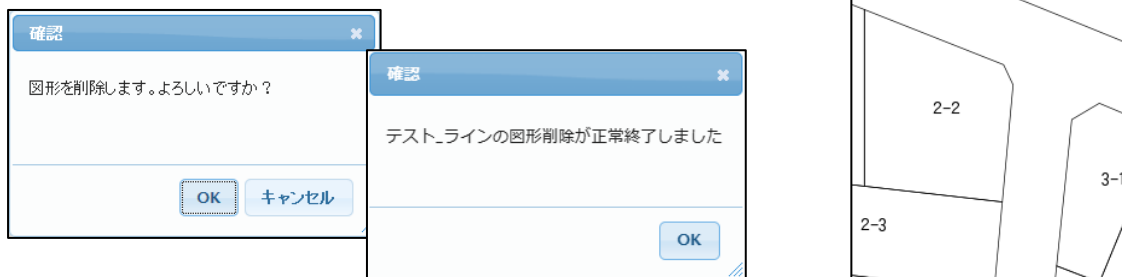 確認
図形を削除します。よろしいですか？
OK
キャンセル
確認
テスト_ラインの図形削除が正常終了しました
OK
2-2
3-1
2-3